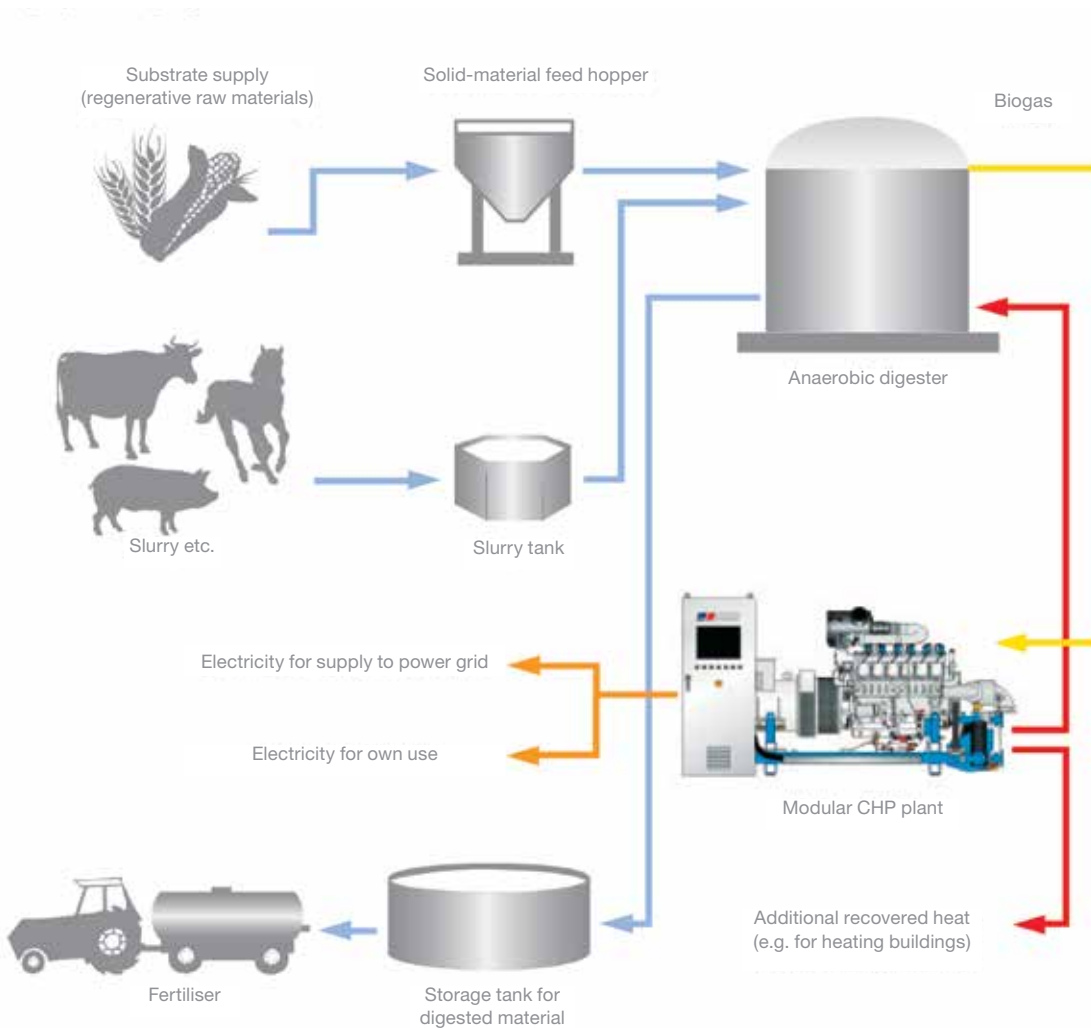 Substrate supply
(regenerative raw materials)
Solid-material feed hopper
Biogas
Anaerobic digester
Slurry etc.
Slurry tank
Electricity for supply to power grid
Electricity for own use
Modular CHP plant
Additional recovered heat
(e.g. for heating buildings)
Fertiliser
Storage tank for
digested material